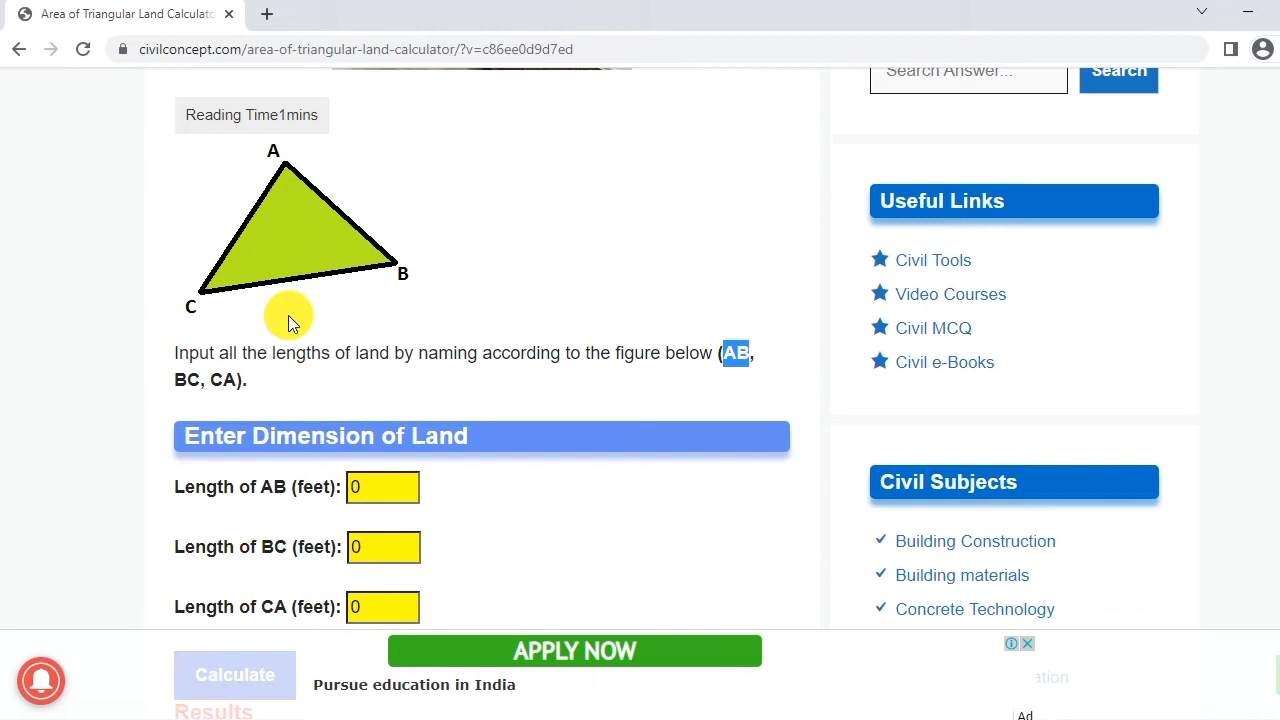 Area of Triangular Land Calculato
civilconcept.com/area-of-triangular-land-calculator/?v=c86ee0d9d7ed
Search Answer...
Search
Reading Time1mins
A
B
C
Input all the lengths of land by naming according to the figure below (AB,
BC, CA).
Enter Dimension of Land
Length of AB (feet): 0
Length of BC (feet): 0
Length of CA (feet): 0
Calculate
Results
Useful Links
Civil Tools
Video Courses
Civil MCQ
Civil e-Books
Civil Subjects
Building Construction
Building materials
Concrete Technology
ation
APPLY NOW
Pursue education in India
Ad